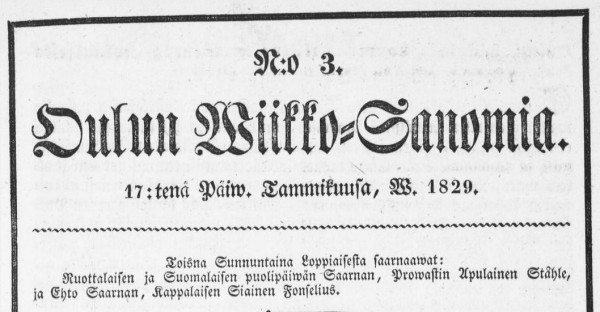 N:o 3.
Oulun Wiikko-Sanomia.
17:tenä Päiw. Tammikuusa, W. 1829.
Toisna Sunnuntaina Loppiaisesta saarnaawat:
Ruottalaisen ja Suomalaisen puolipäiwän Saarnan, Prowastin Apulainen Ståhle,
ja Ehto Saarnan, Kappalaisen Siainen Fonselius.